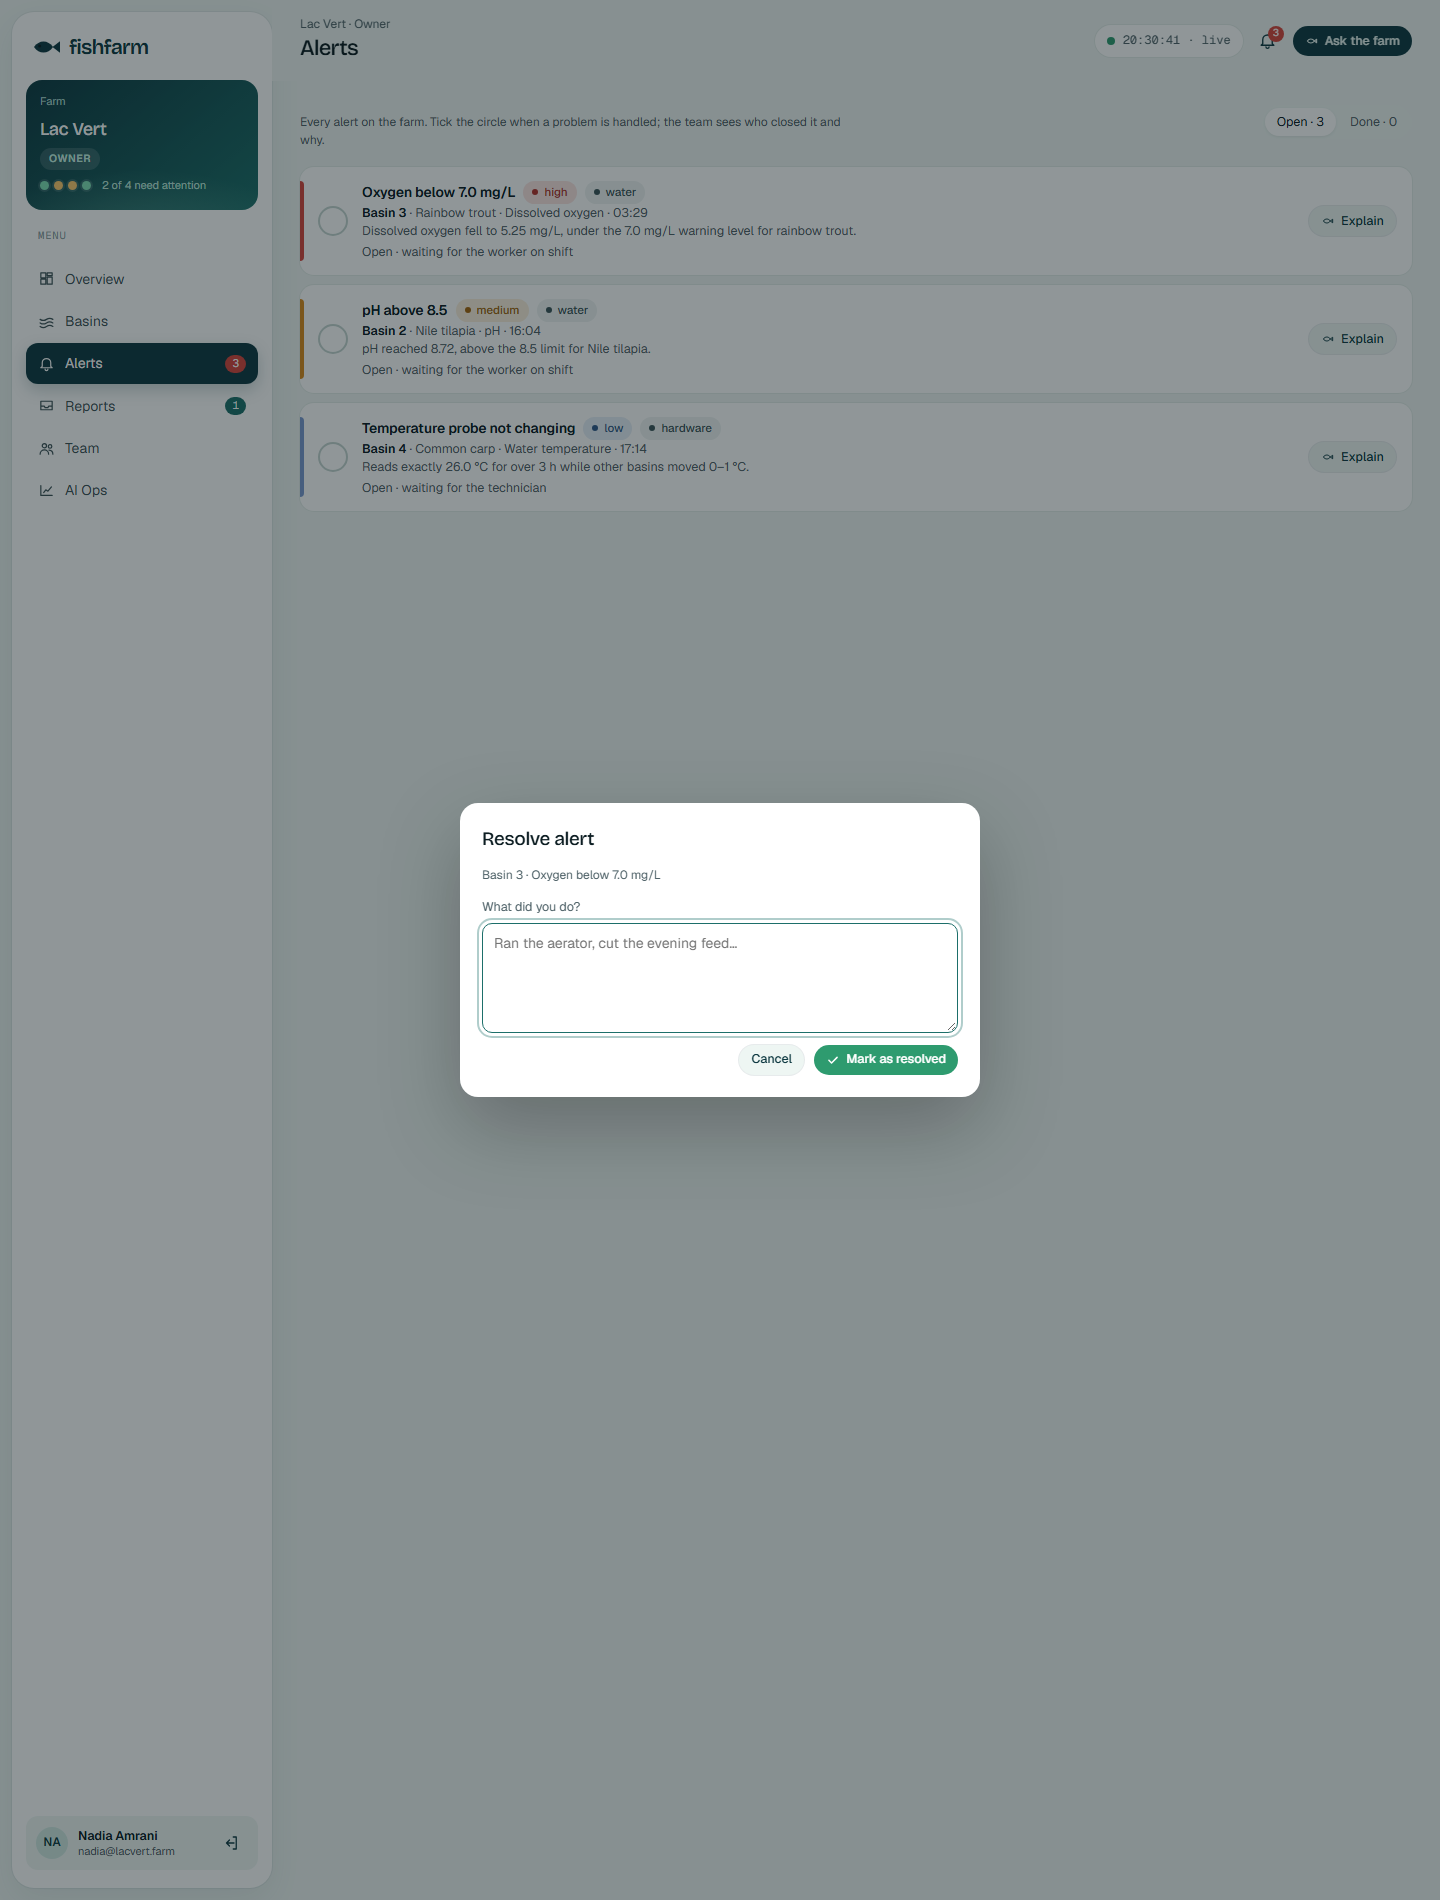 fishfarm
Farm
Lac Vert
OWNER
2 of 4 need attention
MENU
Overview
Basins
Alerts 3
Reports 1
Team
AI Ops
NA
Nadia Amrani
nadia@lacvert.farm
Lac Vert · Owner
Alerts
20:30:41 · live
3
Ask the farm
Every alert on the farm. Tick the circle when a problem is handled; the team sees who closed it and
why.
Open · 3 Done · 0
Oxygen below 7.0 mg/L high water
Basin 3 · Rainbow trout · Dissolved oxygen · 03:29
Dissolved oxygen fell to 5.25 mg/L, under the 7.0 mg/L warning level for rainbow trout.
Open · waiting for the worker on shift
Explain
pH above 8.5 medium water
Basin 2 · Nile tilapia · pH · 16:04
pH reached 8.72, above the 8.5 limit for Nile tilapia.
Open · waiting for the worker on shift
Explain
Temperature probe not changing low hardware
Basin 4 · Common carp · Water temperature · 17:14
Reads exactly 26.0 °C for over 3 h while other basins moved 0–1 °C.
Open · waiting for the technician
Explain
Resolve alert
Basin 3 · Oxygen below 7.0 mg/L
What did you do?
Ran the aerator, cut the evening feed…
Cancel Mark as resolved